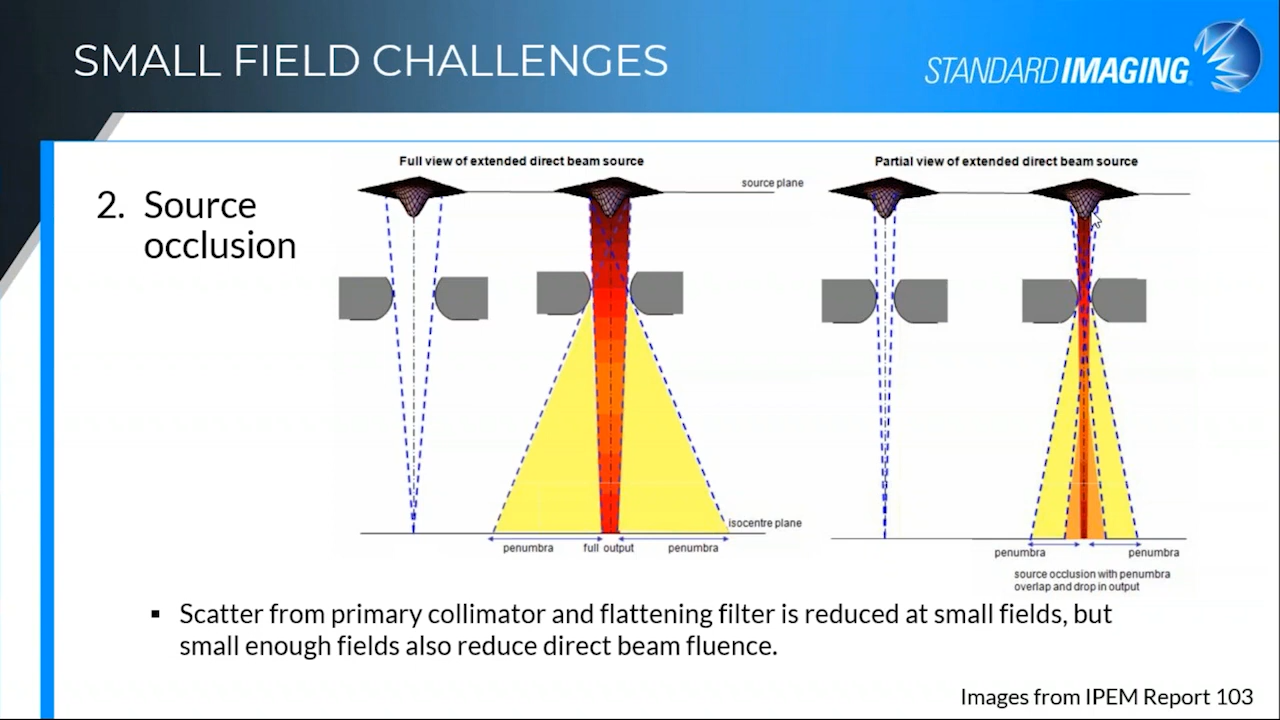 SMALL FIELD CHALLENGES
STANDARD IMAGING
2. Source
occlusion
Full view of extended direct beam source
source plane
isocentre plane
penumbra
full output
penumbra
Partial view of extended direct beam source
penumbra
penumbra
source occlusion with penumbra
overlap and drop in output
▪ Scatter from primary collimator and flattening filter is reduced at small fields, but
small enough fields also reduce direct beam fluence.
Images from IPEM Report 103